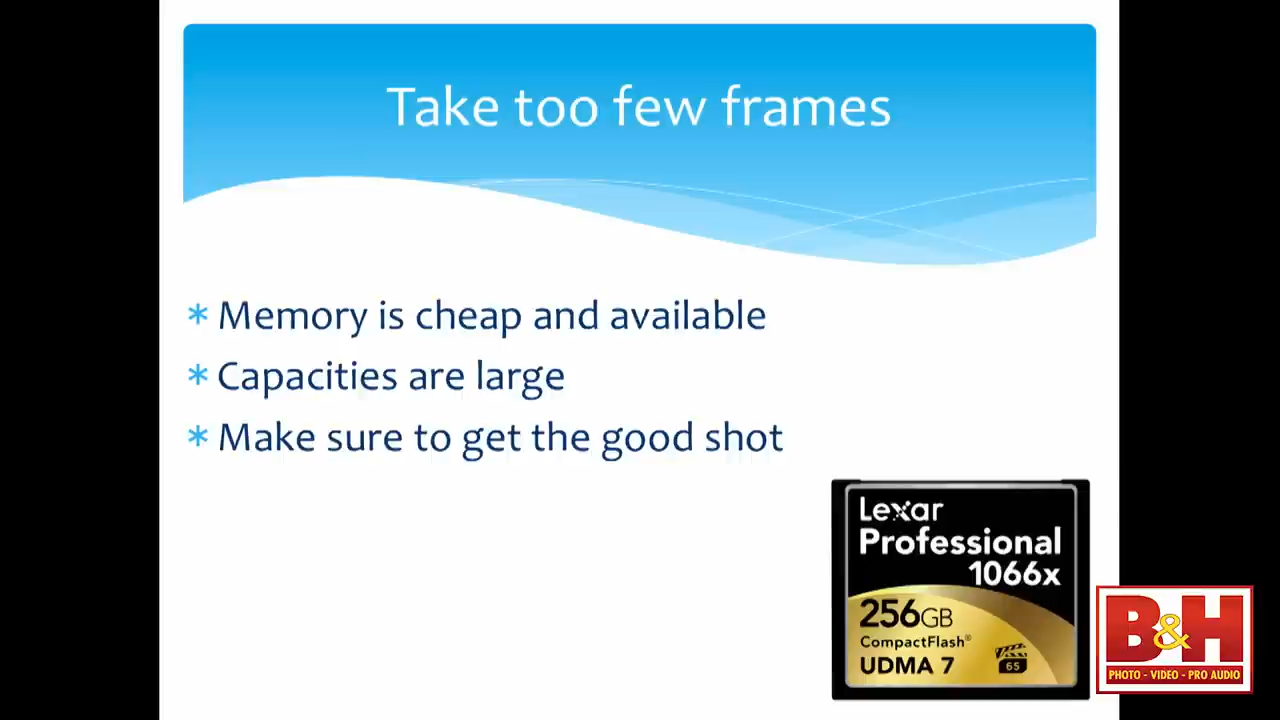 Take too few frames
* Memory is cheap and available
* Capacities are large
* Make sure to get the good shot
Lexar
Professional
1066x
256GB
CompactFlash®
UDMA 7
65
B&H
PHOTO - VIDEO - PRO AUDIO